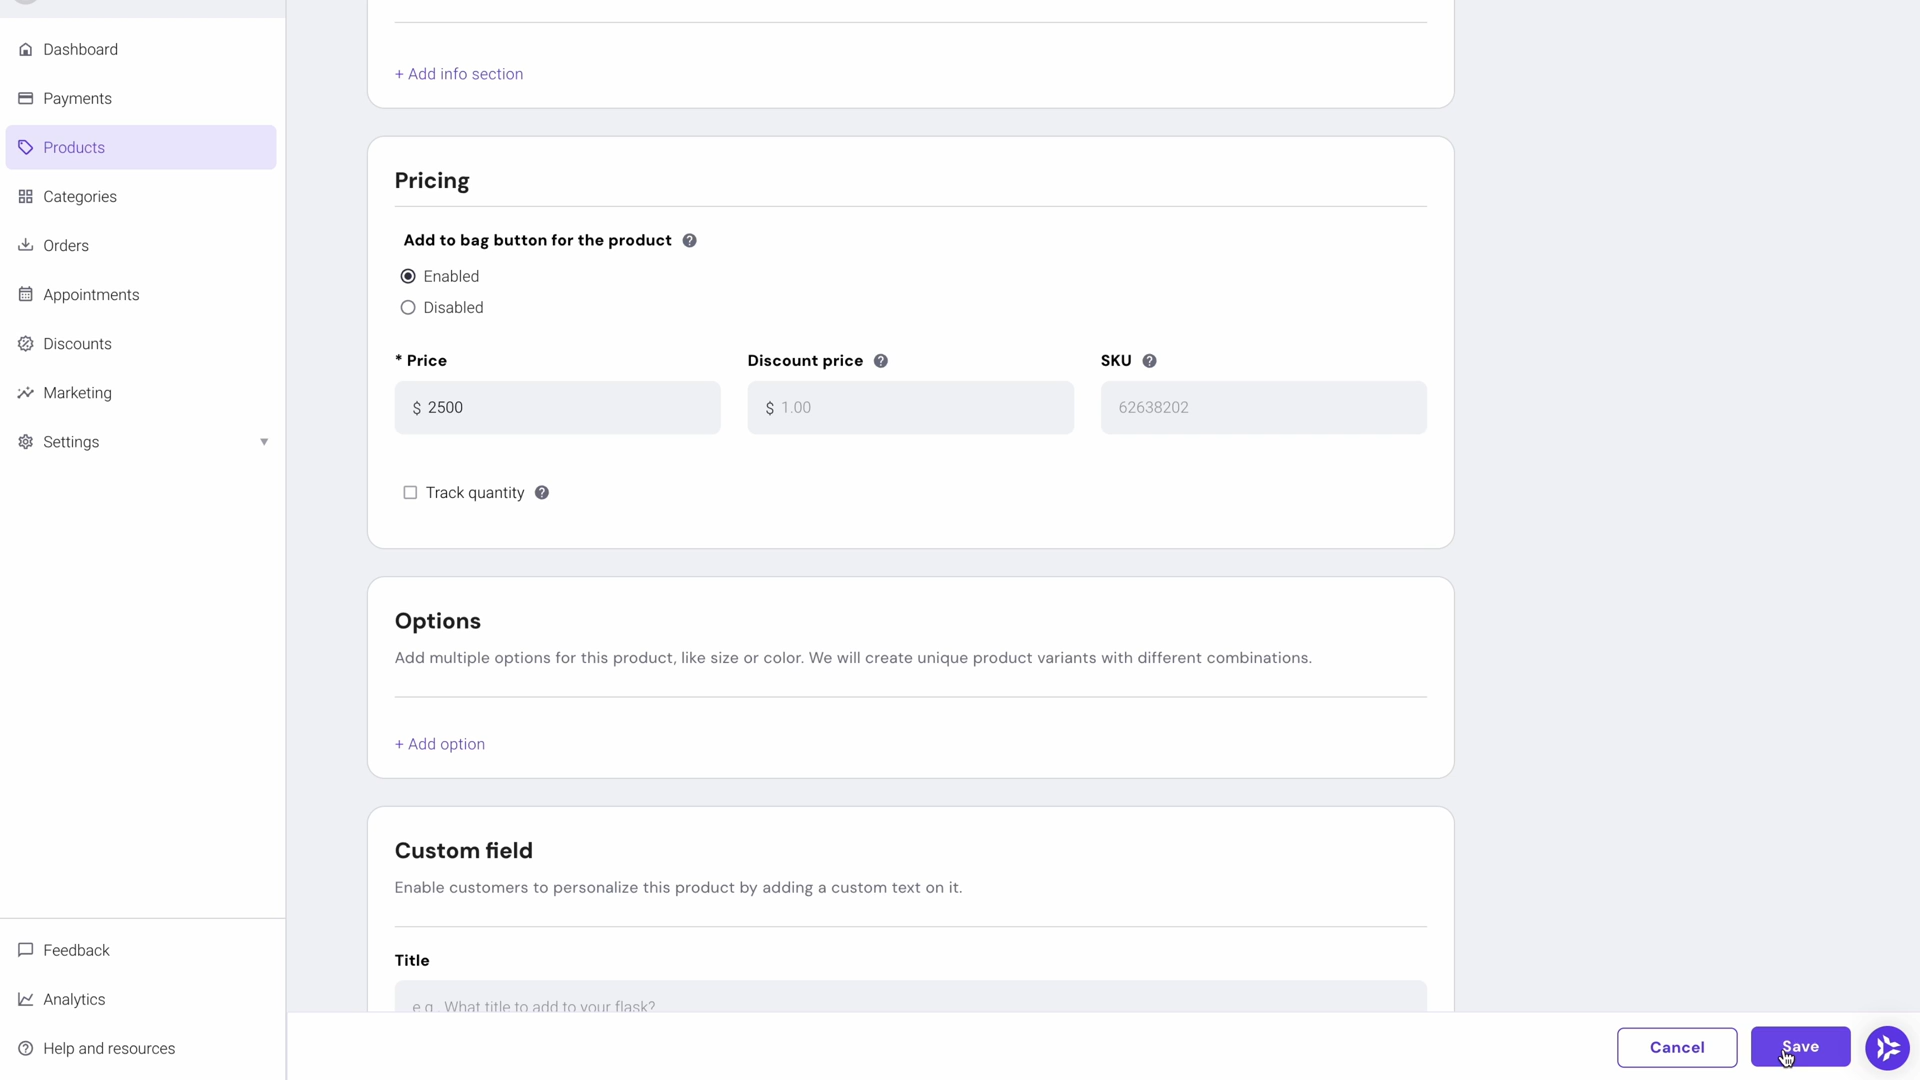 Dashboard
Payments
Products
Categories
Orders
Appointments
Discounts
Marketing
Settings
Feedback
Analytics
Help and resources
+ Add info section
Pricing
Add to bag button for the product
Enabled
Disabled
* Price
Discount price
SKU
$ 2500
$ 1.00
62638202
Track quantity
Options
Add multiple options for this product, like size or color. We will create unique product variants with different combinations.
+ Add option
Custom field
Enable customers to personalize this product by adding a custom text on it.
Title
e.g., What title to add to your flask?
Cancel
Save